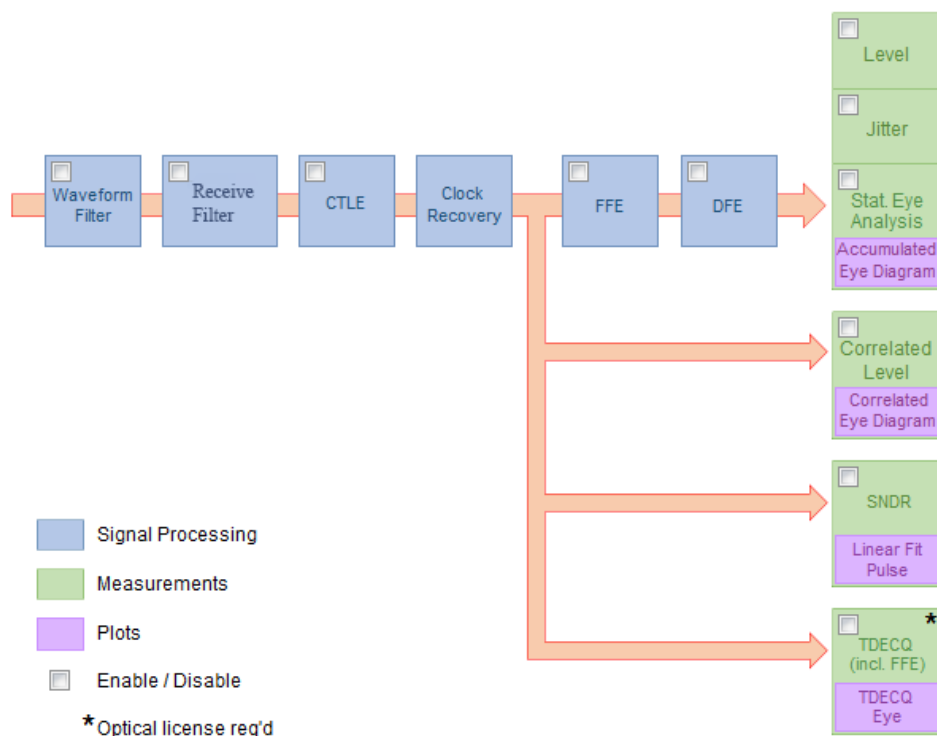 Level
Jitter
Waveform
Filter
Receive
Filter
CTLE
Clock
Recovery
FFE
DFE
Stat. Eye
Analysis
Accumulated
Eye Diagram
Correlated
Level
Correlated
Eye Diagram
SNDR
Linear Fit
Pulse
*
TDECQ
(incl. FFE)
TDECQ
Eye
Signal Processing
Measurements
Plots
Enable / Disable
*Optical license req'd